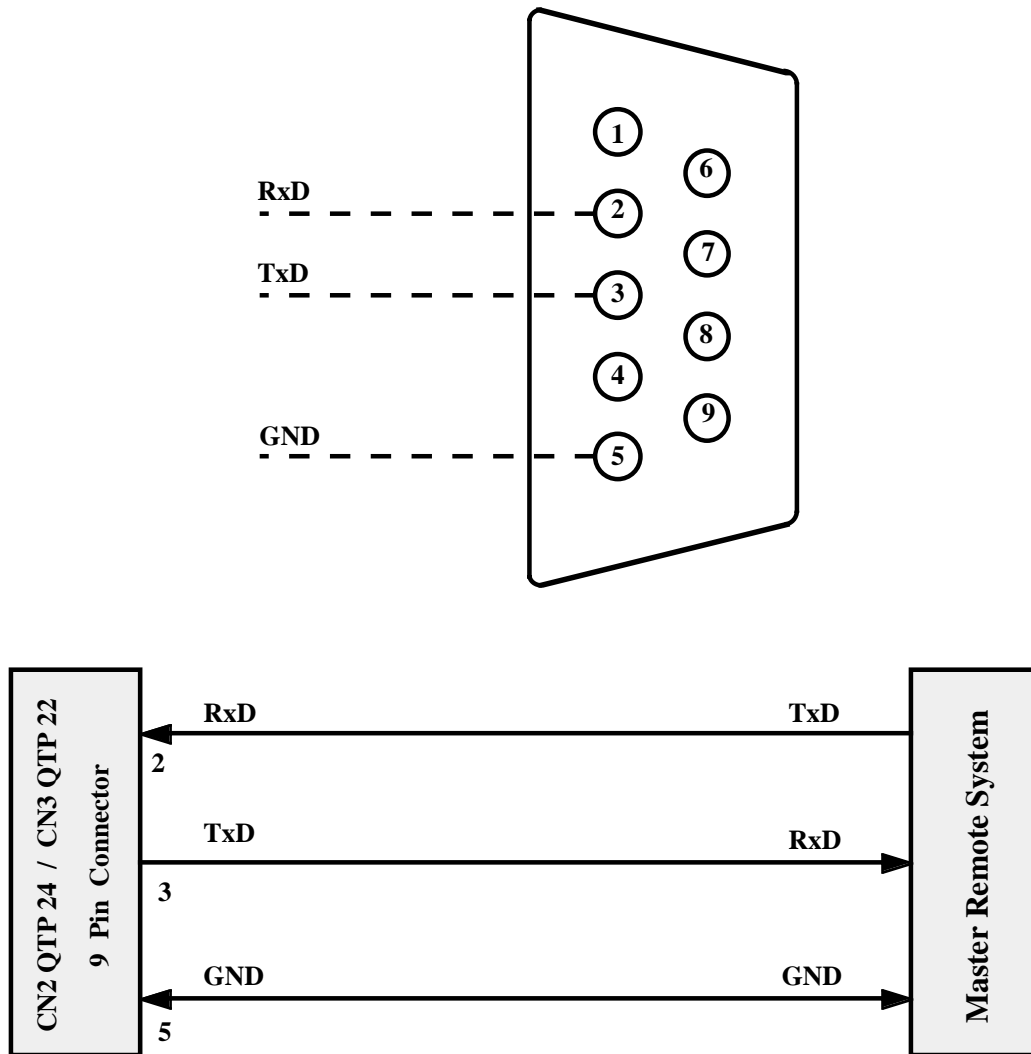 1
6
RxD
2
7
TxD
3
8
4
9
GND
5
CN2 QTP 24 / CN3 QTP 22
9 Pin Connector
RxD
TxD
2
TxD
RxD
3
GND
GND
5
Master Remote System